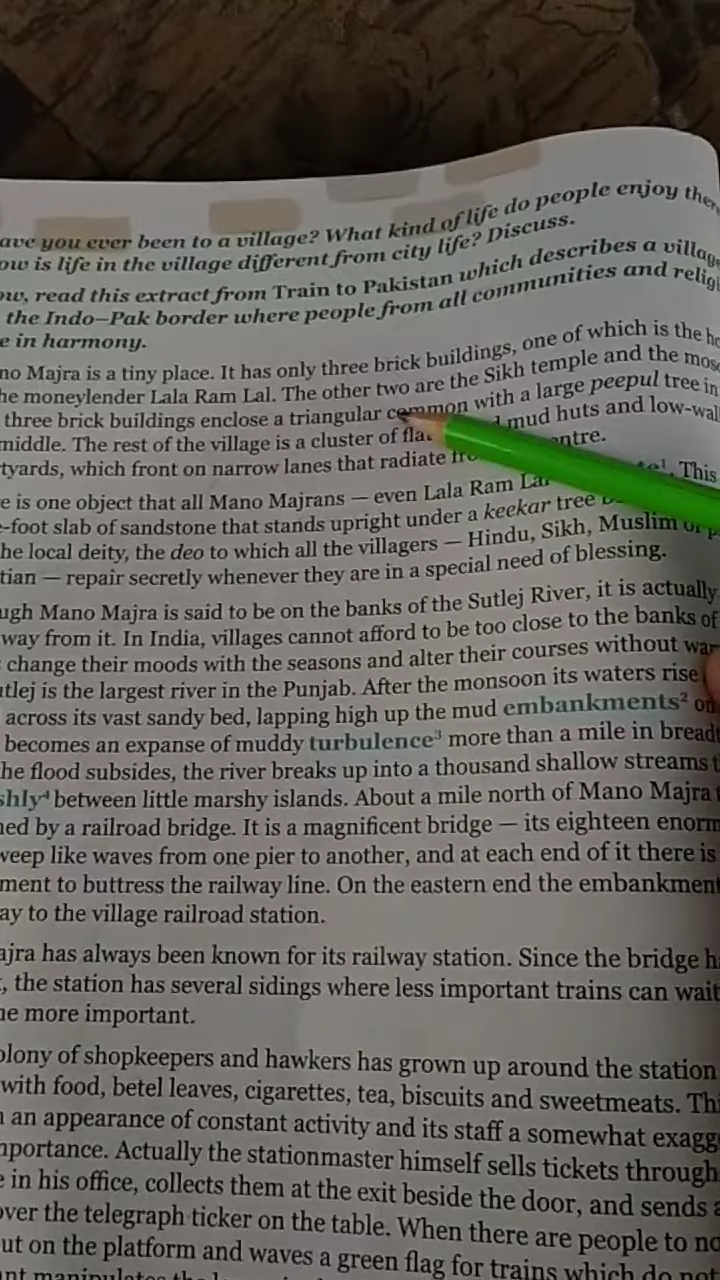 ave you ever been to a village? What kind of life do people enjoy there
ow is life in the village different from city life? Discuss.
ow, read this extract from Train to Pakistan which describes a village
the Indo–Pak border where people from all communities and relig
e in harmony.
no Majra is a tiny place. It has only three brick buildings, one of which is the ho
he moneylender Lala Ram Lal. The other two are the Sikh temple and the mos
three brick buildings enclose a triangular common with a large peepul tree in
middle. The rest of the village is a cluster of fla mud huts and low-wal
tyards, which front on narrow lanes that radiate entre.
e is one object that all Mano Majrans — even Lala Ram La This
-foot slab of sandstone that stands upright under a keekar tree
he local deity, the deo to which all the villagers — Hindu, Sikh, Muslim or p
tian — repair secretly whenever they are in a special need of blessing.
ugh Mano Majra is said to be on the banks of the Sutlej River, it is actually
way from it. In India, villages cannot afford to be too close to the banks of
change their moods with the seasons and alter their courses without war
utlej is the largest river in the Punjab. After the monsoon its waters rise
across its vast sandy bed, lapping high up the mud embankments² on
becomes an expanse of muddy turbulence³ more than a mile in breadt
he flood subsides, the river breaks up into a thousand shallow streams t
shly⁴ between little marshy islands. About a mile north of Mano Majra
ned by a railroad bridge. It is a magnificent bridge — its eighteen enorm
weep like waves from one pier to another, and at each end of it there is
ment to buttress the railway line. On the eastern end the embankment
ay to the village railroad station.
ajra has always been known for its railway station. Since the bridge h
, the station has several sidings where less important trains can wait
he more important.
olony of shopkeepers and hawkers has grown up around the station
with food, betel leaves, cigarettes, tea, biscuits and sweetmeats. Thi
n an appearance of constant activity and its staff a somewhat exagg
mportance. Actually the stationmaster himself sells tickets through
e in his office, collects them at the exit beside the door, and sends a
over the telegraph ticker on the table. When there are people to no
ut on the platform and waves a green flag for trains which do not